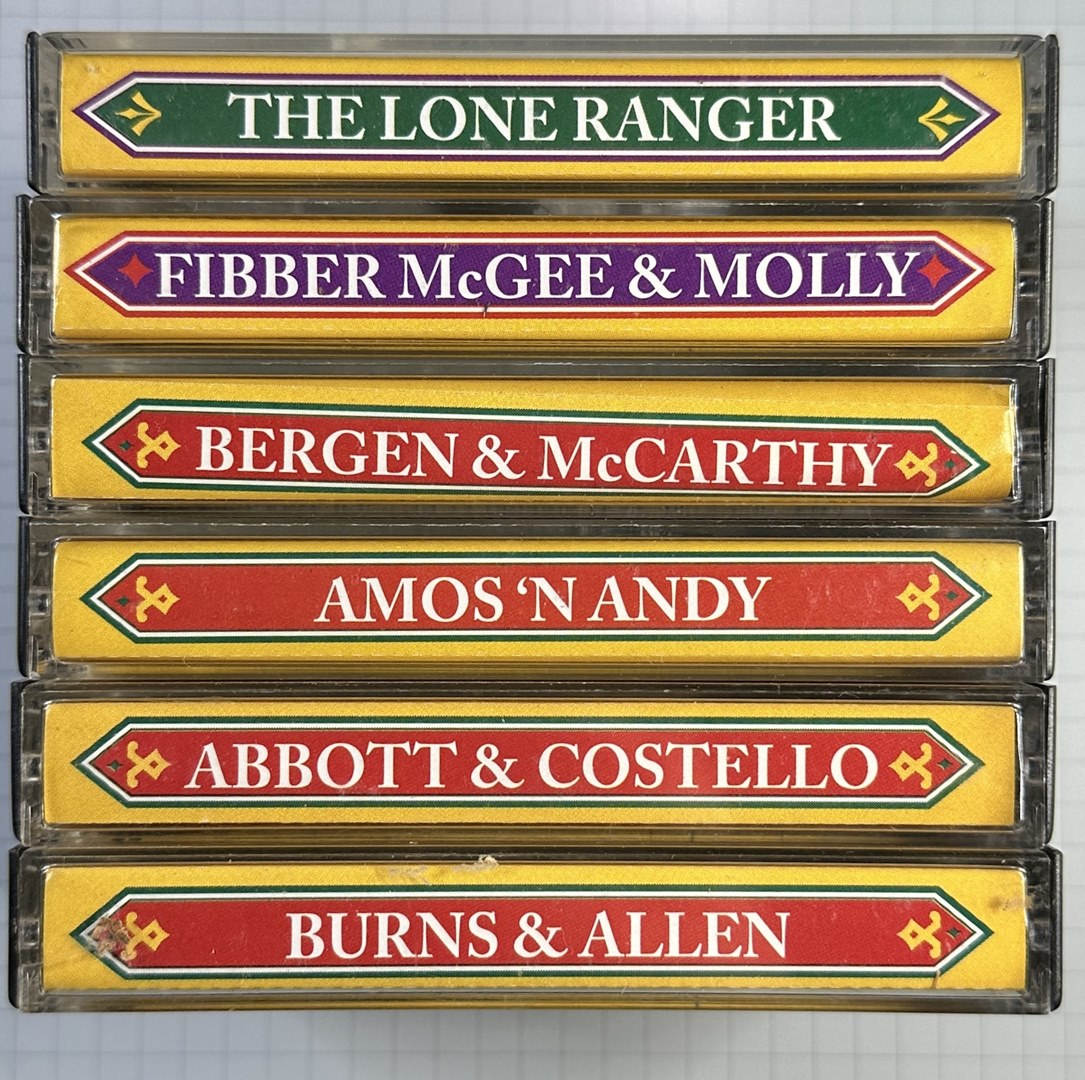 THE LONE RANGER
FIBBER McGEE & MOLLY
BERGEN & McCARTHY
AMOS ‘N ANDY
ABBOTT & COSTELLO
BURNS & ALLEN